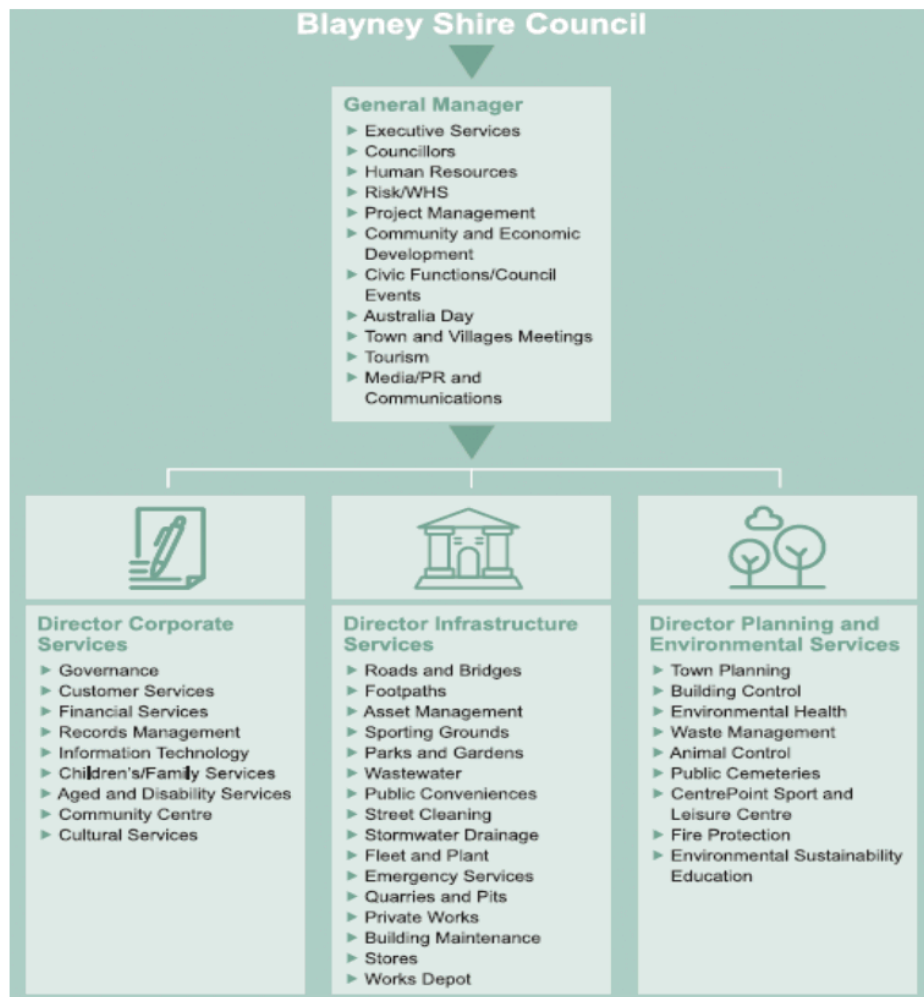 Blayney Shire Council
General Manager
Executive Services
Councillors
Human Resources
Risk/WHS
Project Management
Community and Economic
Development
Civic Functions/Council
Events
Australia Day
Town and Villages Meetings
Tourism
Media/PR and
Communications
Director Corporate
Services
Governance
Customer Services
Financial Services
Records Management
Information Technology
Children's/Family Services
Aged and Disability Services
Community Centre
Cultural Services
Director Infrastructure
Services
Roads and Bridges
Footpaths
Asset Management
Sporting Grounds
Parks and Gardens
Wastewater
Public Conveniences
Street Cleaning
Stormwater Drainage
Fleet and Plant
Emergency Services
Quarries and Pits
Private Works
Building Maintenance
Stores
Works Depot
Director Planning and
Environmental Services
Town Planning
Building Control
Environmental Health
Waste Management
Animal Control
Public Cemeteries
CentrePoint Sport and
Leisure Centre
Fire Protection
Environmental Sustainability
Education